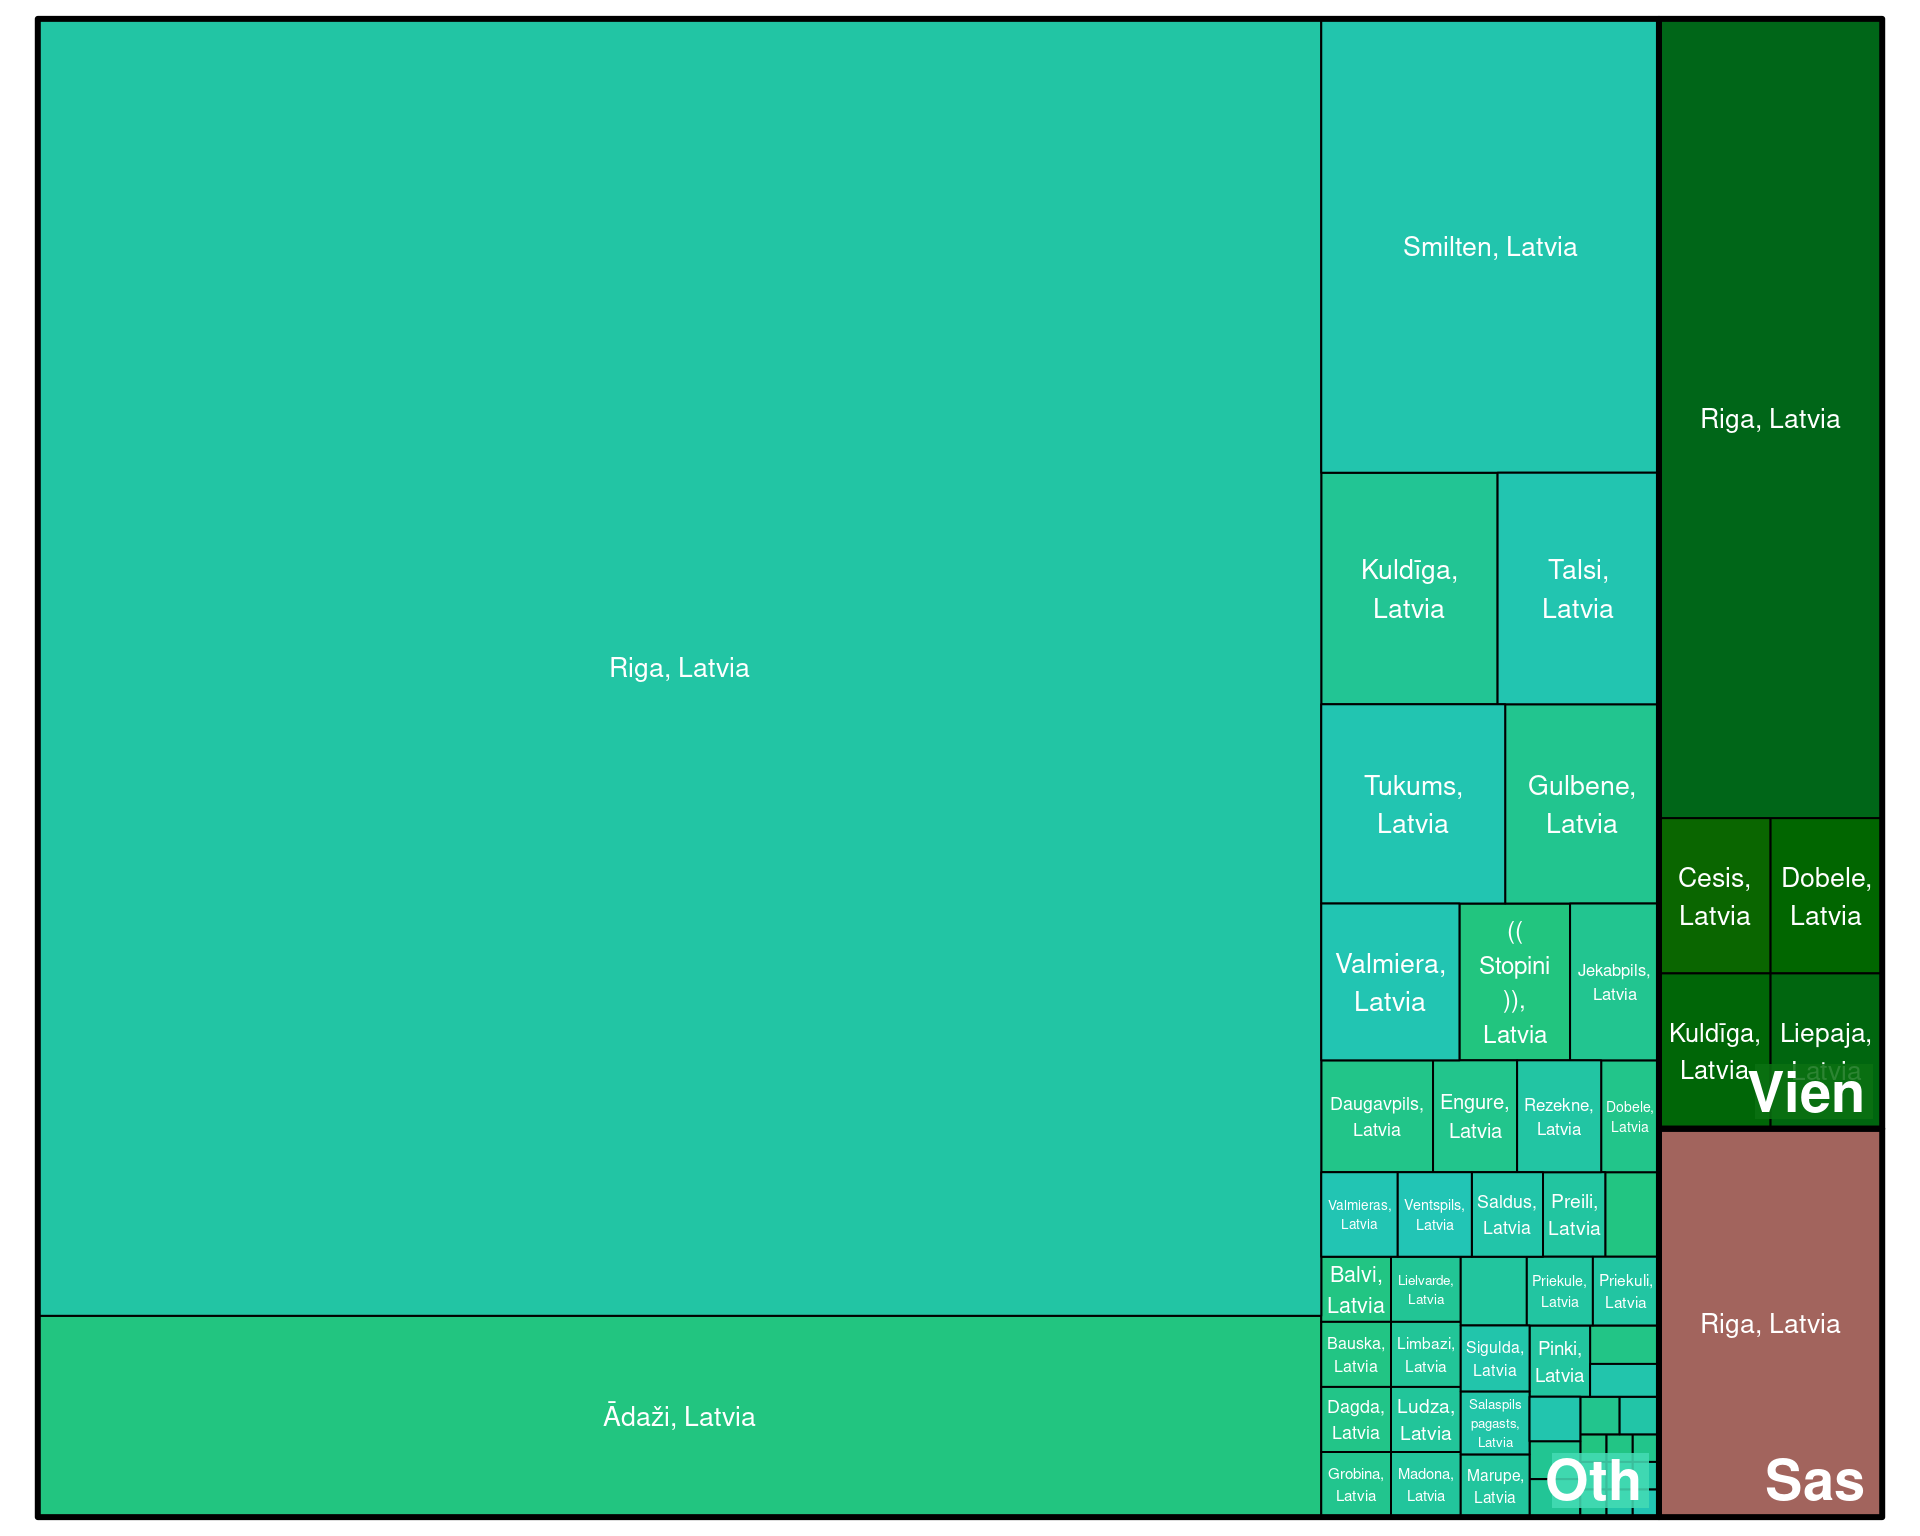 Riga, Latvia
Ādaži, Latvia
Smilten, Latvia
Kuldīga,
Latvia
Talsi,
Latvia
Tukums,
Latvia
Gulbene,
Latvia
Valmiera,
Latvia
((
Stopini
)),
Latvia
Jekabpils,
Latvia
Daugavpils,
Latvia
Engure,
Latvia
Rezekne,
Latvia
Dobele,
Latvia
Valmieras,
Latvia
Ventspils,
Latvia
Saldus,
Latvia
Preili,
Latvia
Balvi,
Latvia
Lielvarde,
Latvia
Priekule,
Latvia
Priekuli,
Latvia
Bauska,
Latvia
Limbazi,
Latvia
Sigulda,
Latvia
Pinki,
Latvia
Dagda,
Latvia
Ludza,
Latvia
Salaspils
pagasts,
Latvia
Grobina,
Latvia
Madona,
Latvia
Marupe,
Latvia
Oth
Riga, Latvia
Cesis,
Latvia
Dobele,
Latvia
Kuldīga,
Latvia
Liepaja,
Latvia
Vien
Riga, Latvia
Sas